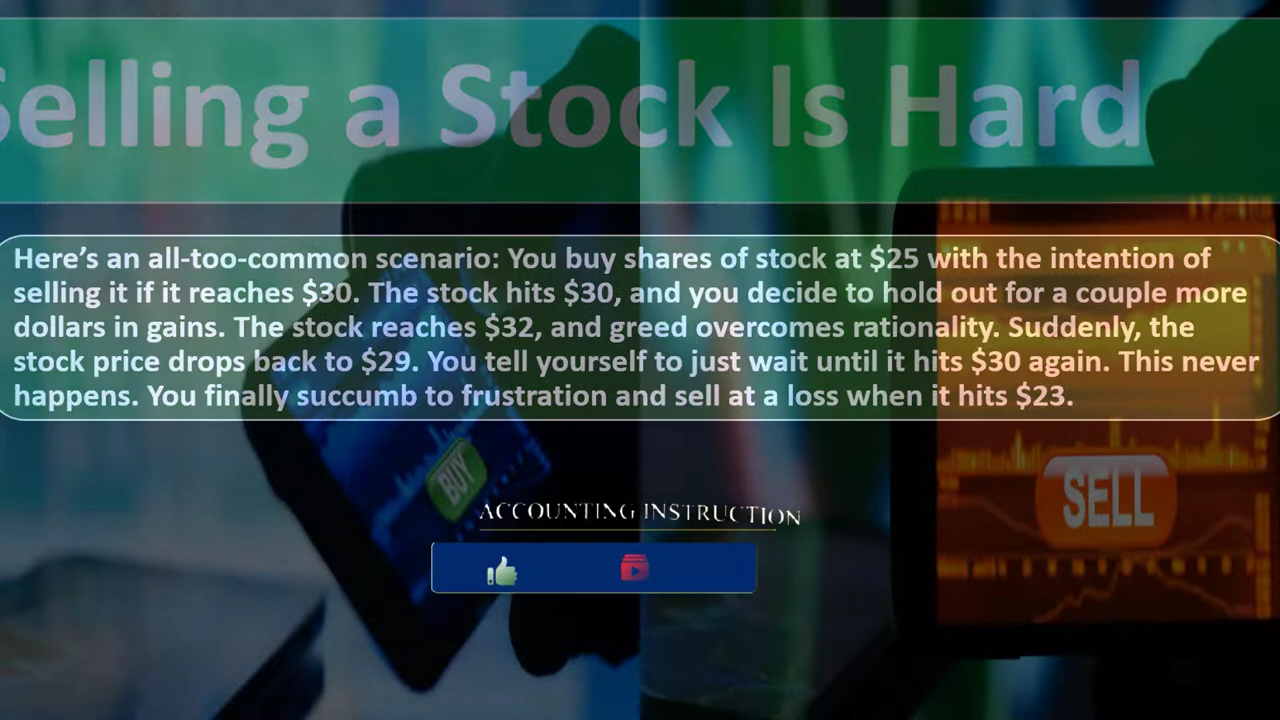 Selling a Stock Is Hard
Here's an all-too-common scenario: You buy shares of stock at $25 with the intention of
selling it if it reaches $30. The stock hits $30, and you decide to hold out for a couple more
dollars in gains. The stock reaches $32, and greed overcomes rationality. Suddenly, the
stock price drops back to $29. You tell yourself to just wait until it hits $30 again. This never
happens. You finally succumb to frustration and sell at a loss when it hits $23.
BUY
SELL
ACCOUNTING INSTRUCTION